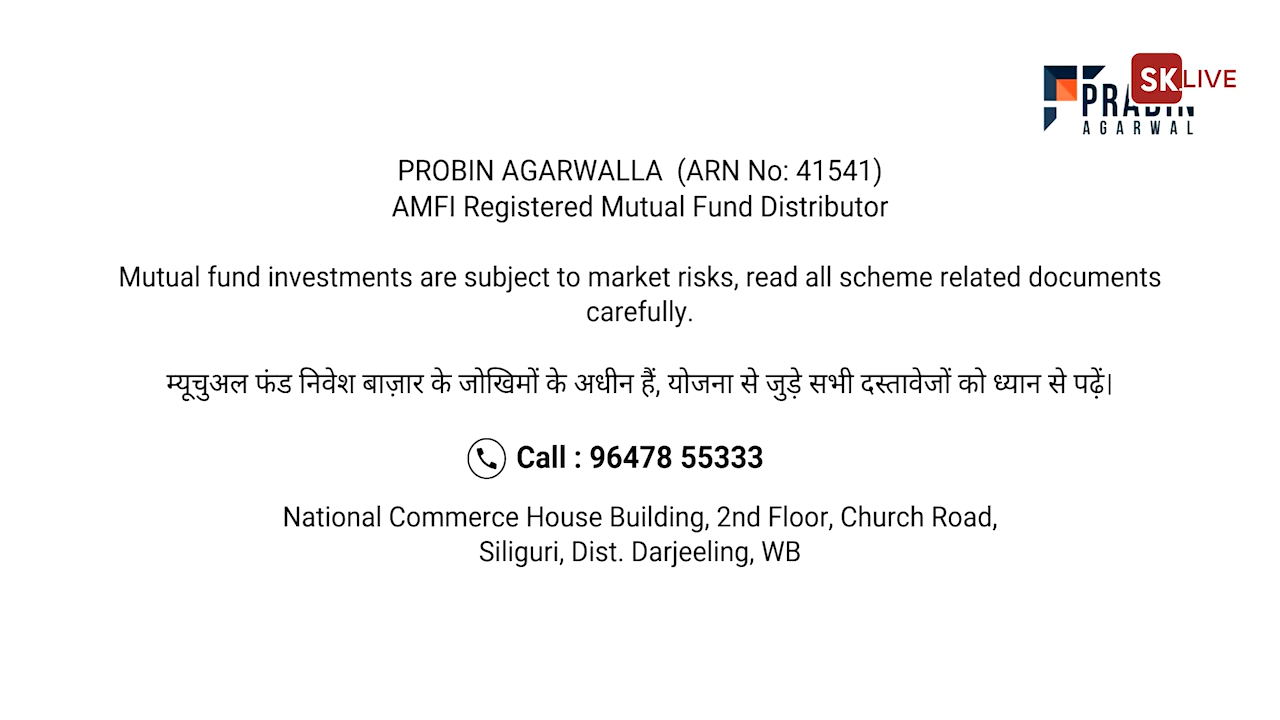 SK LIVE
AGARWAL
PROBIN AGARWALLA (ARN No: 41541)
AMFI Registered Mutual Fund Distributor
Mutual fund investments are subject to market risks, read all scheme related documents
carefully.
म्यूचुअल फंड निवेश बाज़ार के जोखिमों के अधीन हैं, योजना से जुड़े सभी दस्तावेजों को ध्यान से पढ़ें।
Call : 96478 55333
National Commerce House Building, 2nd Floor, Church Road,
Siliguri, Dist. Darjeeling, WB